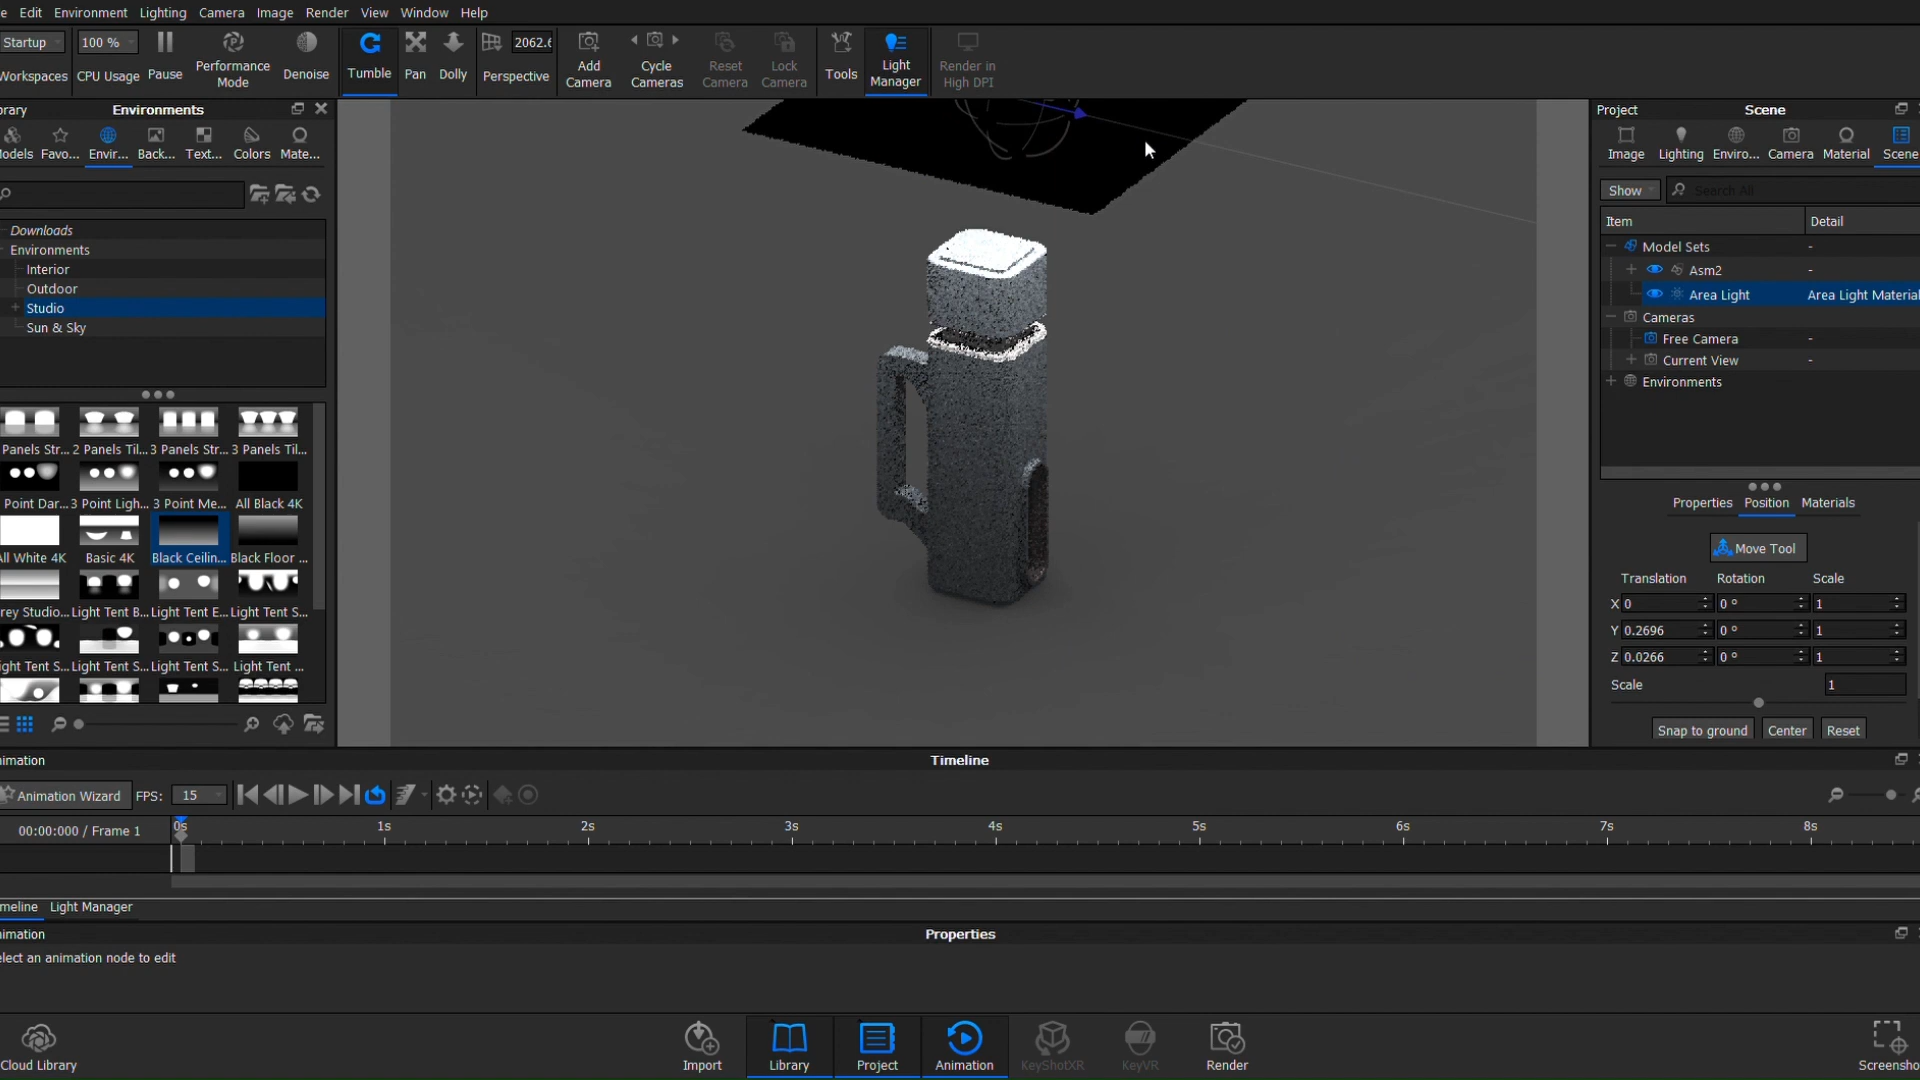 e Edit Environment Lighting Camera Image Render View Window Help
Startup 100 % 2062.6
Workspaces CPU Usage Pause Performance Mode Denoise Tumble Pan Dolly Perspective Add Camera Cycle Cameras Reset Camera Lock Camera Tools Light Manager Render in High DPI
brary Environments Project Scene
Models Favo... Envir... Back... Text... Colors Mate... Image Lighting Enviro... Camera Material Scene
Show Search All
Downloads Item Detail
Environments Model Sets -
Interior Asm2 -
Outdoor Area Light Area Light Material
Studio Cameras
Sun & Sky Free Camera -
Current View -
Environments
Panels Str... 2 Panels Til... 3 Panels Str... 3 Panels Til...
Point Dar... 3 Point Ligh... 3 Point Me... All Black 4K
Properties Position Materials
All White 4K Basic 4K Black Ceilin... Black Floor ...
Move Tool
Translation Rotation Scale
X 0 0 ° 1
rey Studio... Light Tent B... Light Tent E... Light Tent S...
Y 0.2696 0 ° 1
Z 0.0266 0 ° 1
ight Tent S... Light Tent S... Light Tent S... Light Tent ...
Scale 1
Snap to ground Center Reset
nimation Timeline
Animation Wizard FPS: 15
00:00:000 / Frame 1 0s 1s 2s 3s 4s 5s 6s 7s 8s
imeline Light Manager
nimation Properties
elect an animation node to edit
Cloud Library Import Library Project Animation KeyShotXR KeyVR Render Screensho